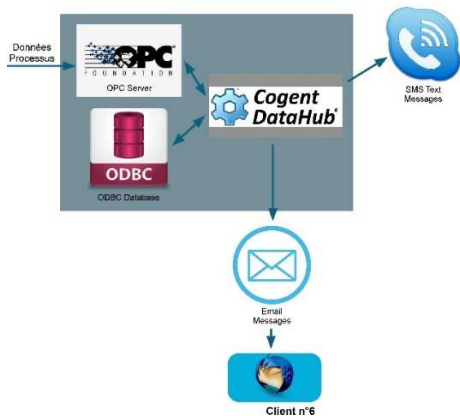 Données
Processus
OPC
FOUNDATION
OPC Server
Cogent
DataHub
ODBC
ODBC Database
SMS Text
Messages
Email
Messages
Client n°6